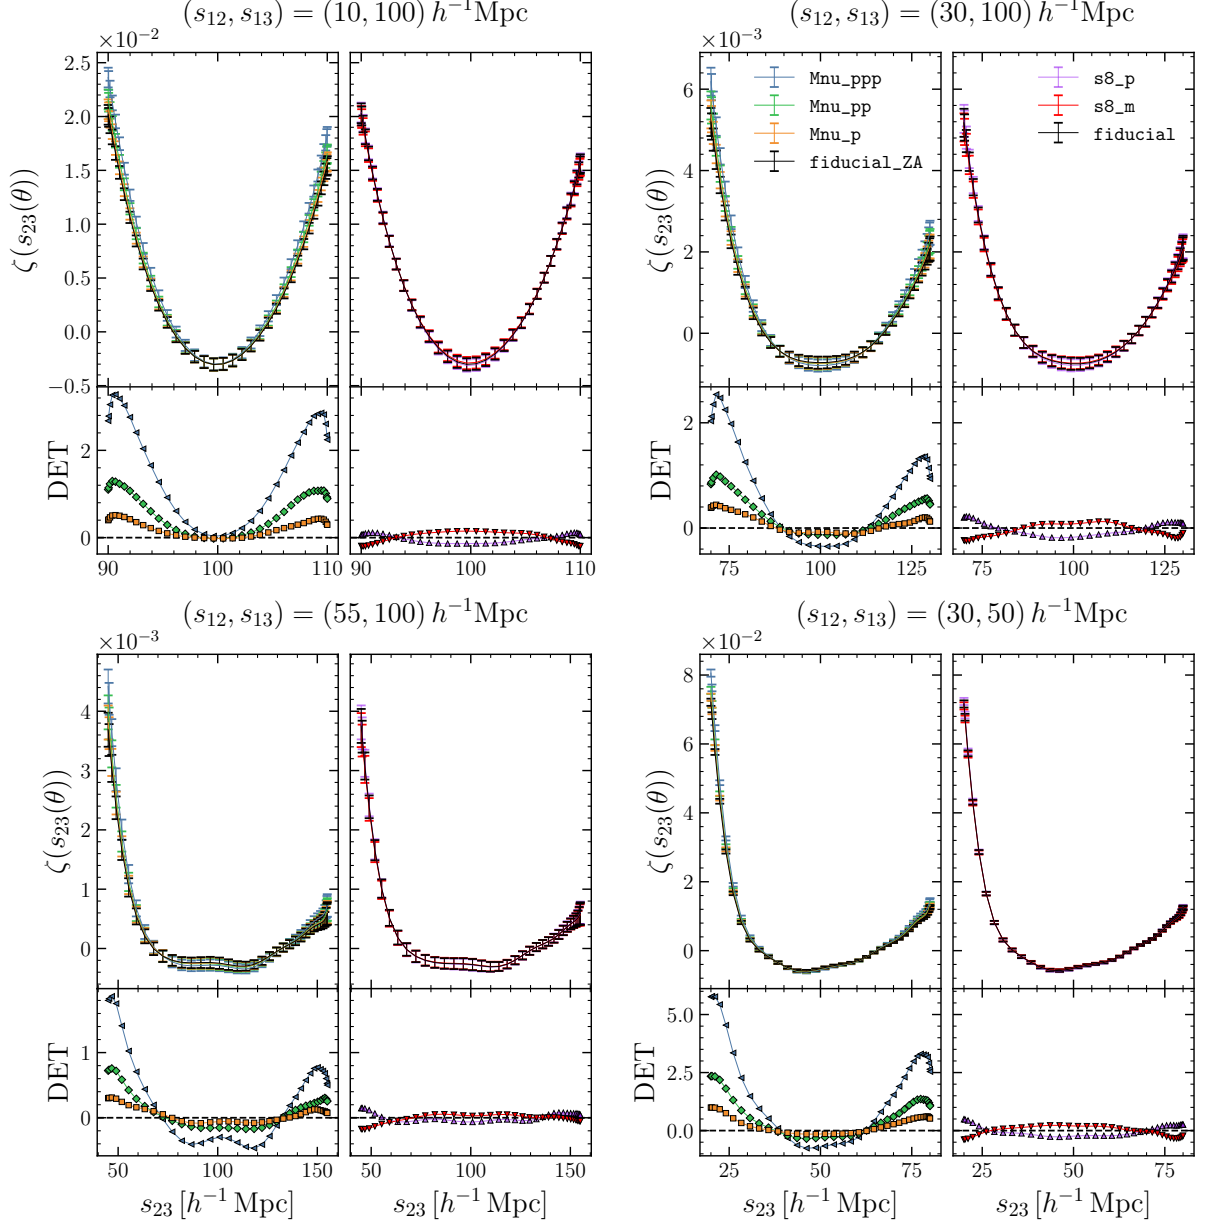 (s₁₂, s₁₃) = (10, 100) h⁻¹Mpc
×10⁻²
2.5
2.0
1.5
1.0
0.5
0.0
−0.5
ζ(s₂₃(θ))
DET
2
0
90 100 110
90 100 110
(s₁₂, s₁₃) = (30, 100) h⁻¹Mpc
×10⁻³
6
4
2
0
ζ(s₂₃(θ))
Mnu_ppp
Mnu_pp
Mnu_p
fiducial_ZA
s8_p
s8_m
fiducial
DET
2
0
75 100 125
75 100 125
(s₁₂, s₁₃) = (55, 100) h⁻¹Mpc
×10⁻³
4
3
2
1
0
ζ(s₂₃(θ))
DET
1
0
50 100 150
50 100 150
s₂₃ [h⁻¹ Mpc]
s₂₃ [h⁻¹ Mpc]
(s₁₂, s₁₃) = (30, 50) h⁻¹Mpc
×10⁻²
8
6
4
2
0
ζ(s₂₃(θ))
DET
5.0
2.5
0.0
25 50 75
25 50 75
s₂₃ [h⁻¹ Mpc]
s₂₃ [h⁻¹ Mpc]